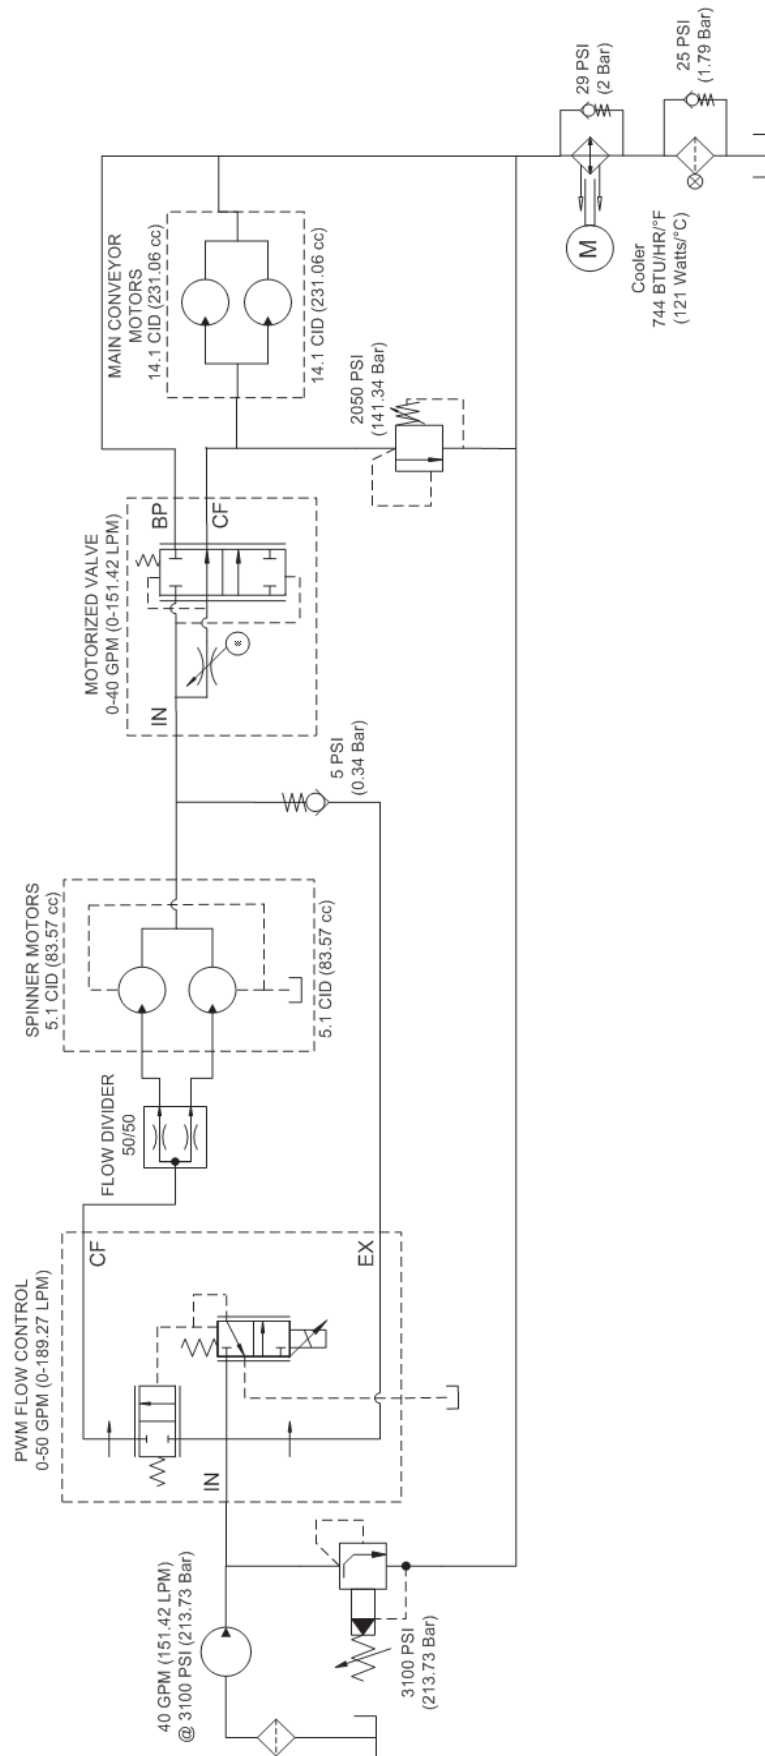 40 GPM (151.42 LPM)
@ 3100 PSI (213.73 Bar)
3100 PSI
(213.73 Bar)
PWM FLOW CONTROL
0-50 GPM (0-189.27 LPM)
IN
CF
EX
FLOW DIVIDER
50/50
SPINNER MOTORS
5.1 CID (83.57 cc)
5.1 CID (83.57 cc)
5 PSI
(0.34 Bar)
MOTORIZED VALVE
0-40 GPM (0-151.42 LPM)
IN
BP
CF
2050 PSI
(141.34 Bar)
MAIN CONVEYOR
MOTORS
14.1 CID (231.06 cc)
14.1 CID (231.06 cc)
M
Cooler
744 BTU/HR/°F
(121 Watts/°C)
29 PSI
(2 Bar)
25 PSI
(1.79 Bar)